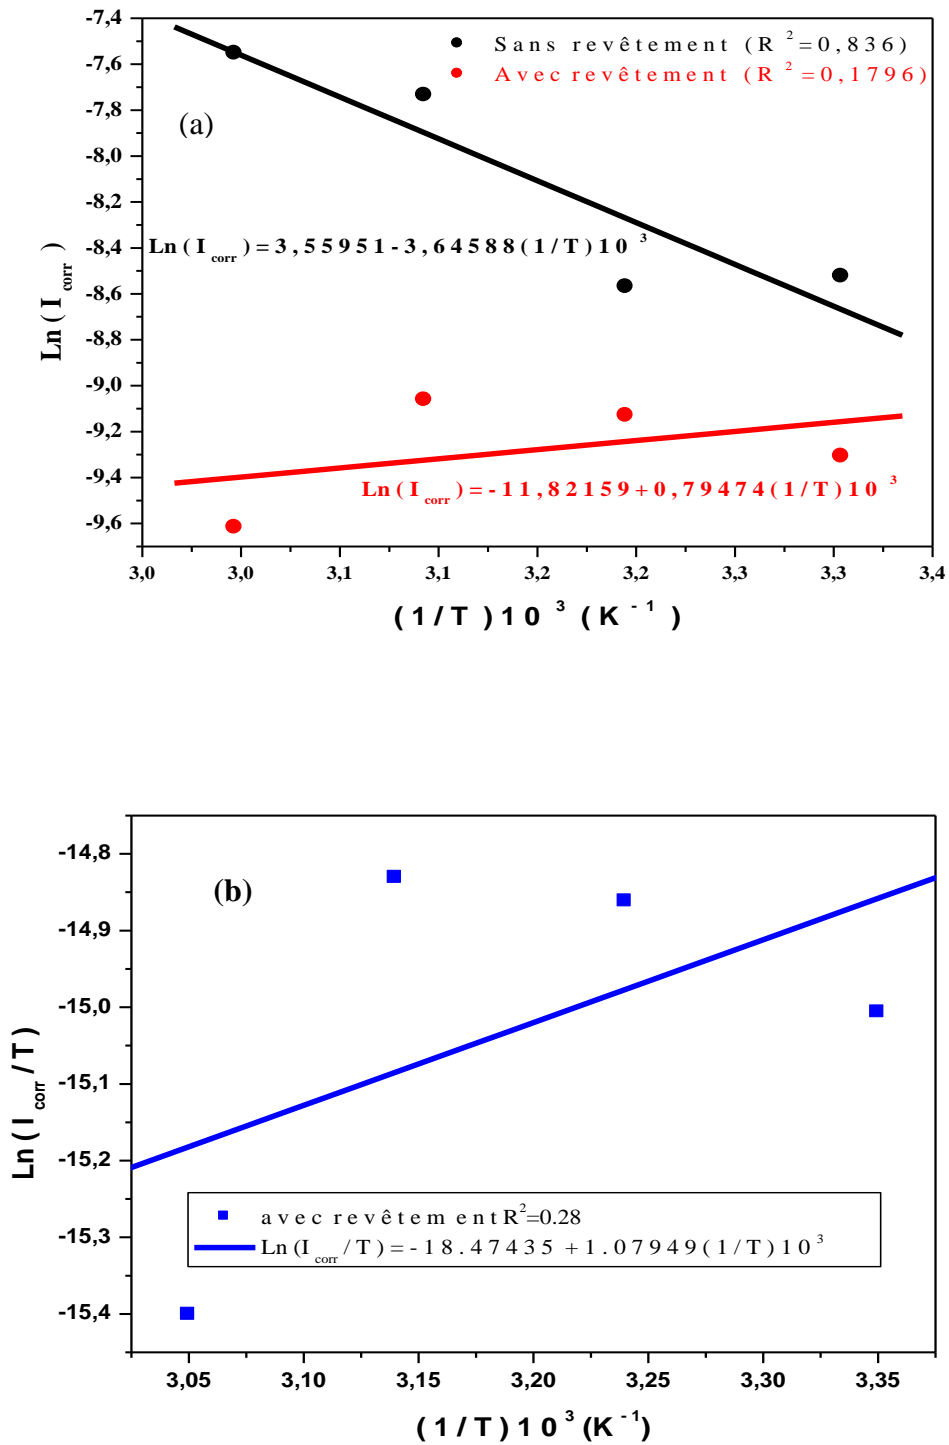 -7,4
Sans revêtement (R²=0,836)
-7,6
Avec revêtement (R²=0,1796)
-7,8
(a)
-8,0
-8,2
Ln(I_corr)=3,55951-3,64588(1/T)10³
-8,4
Ln(I_corr)
-8,6
-8,8
-9,0
-9,2
-9,4
Ln(I_corr)=-11,82159+0,79474(1/T)10³
-9,6
3,0 3,0 3,1 3,1 3,2 3,2 3,3 3,3 3,4
(1/T)10³(K⁻¹)
-14,8
(b)
-14,9
-15,0
Ln(I_corr/T)
-15,1
-15,2
avec revêtement R²=0.28
-15,3
Ln(I_corr/T)=-18.47435+1.07949(1/T)10³
-15,4
3,05 3,10 3,15 3,20 3,25 3,30 3,35
(1/T)10³(K⁻¹)